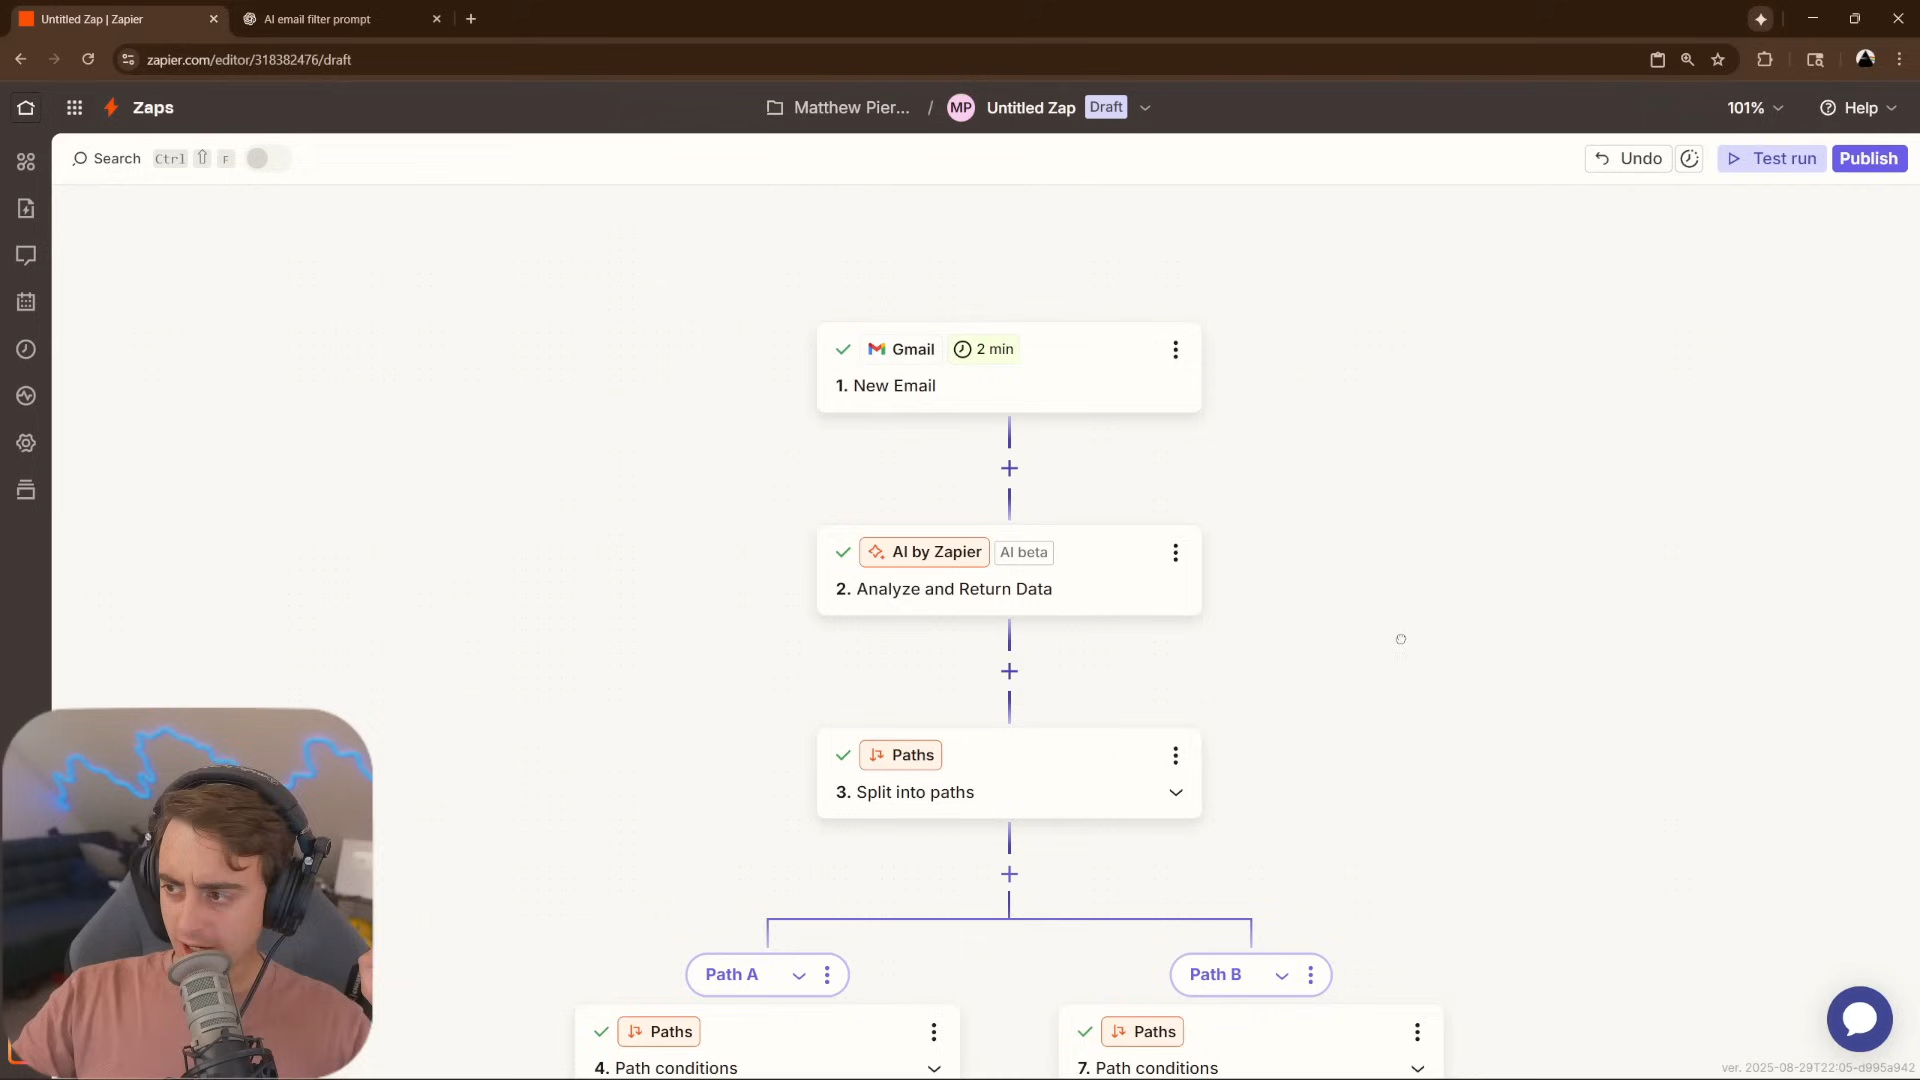 Untitled Zap | Zapier
AI email filter prompt
zapier.com/editor/318382476/draft
Zaps
Matthew Pier... / MP Untitled Zap Draft
101%
Help
Search Ctrl ⇧ F
Undo
Test run
Publish
Gmail 2 min
1. New Email
AI by Zapier AI beta
2. Analyze and Return Data
Paths
3. Split into paths
Path A
Path B
Paths
Paths
4. Path conditions
7. Path conditions
ver. 2025-08-29T22:05-d995a942